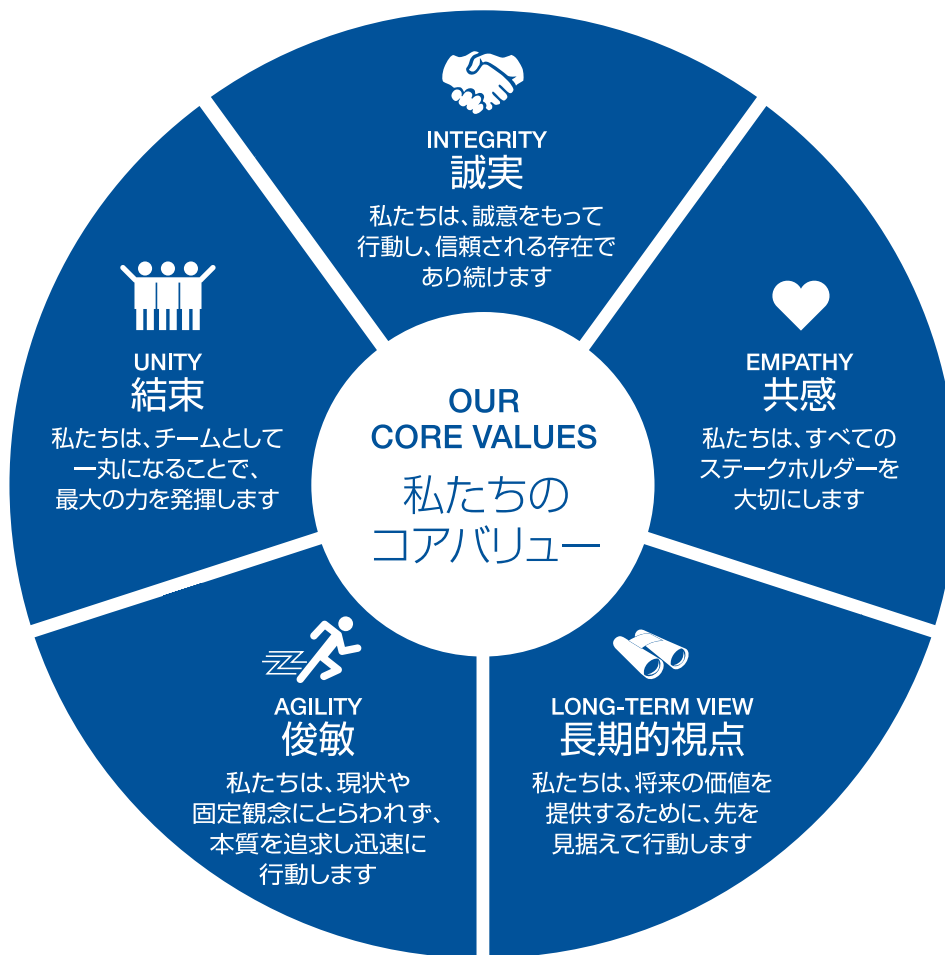 INTEGRITY
誠実
私たちは、誠意をもって
行動し、信頼される存在で
あり続けます
EMPATHY
共感
私たちは、すべての
ステークホルダーを
大切にします
LONG-TERM VIEW
長期的視点
私たちは、将来の価値を
提供するために、先を
見据えて行動します
AGILITY
俊敏
私たちは、現状や
固定観念にとらわれず、
本質を追求し迅速に
行動します
UNITY
結束
私たちは、チームとして
一丸になることで、
最大の力を発揮します
OUR
CORE VALUES
私たちの
コアバリュー